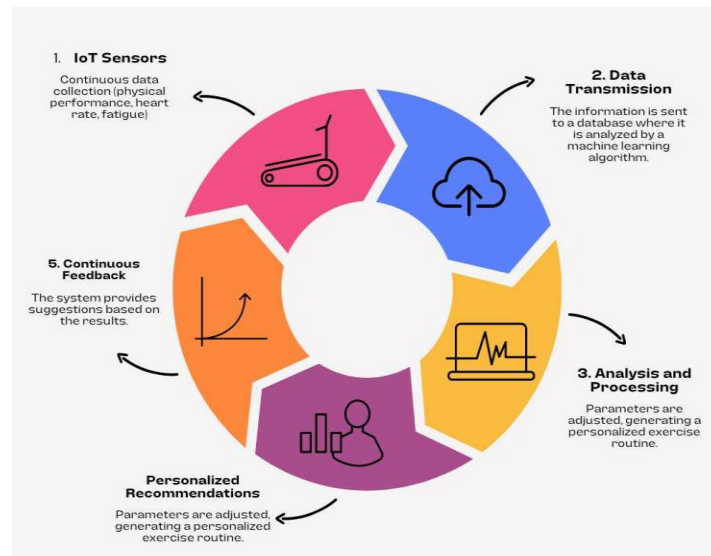 1. IoT Sensors
Continuous data
collection (physical
performance, heart
rate, fatigue)
2. Data
Transmission
The information is sent
to a database where it
is analyzed by a
machine learning
algorithm.
3. Analysis and
Processing
Parameters are
adjusted, generating a
personalized exercise
routine.
Personalized
Recommendations
Parameters are adjusted,
generating a personalized
exercise routine.
5. Continuous
Feedback
The system provides
suggestions based on
the results.